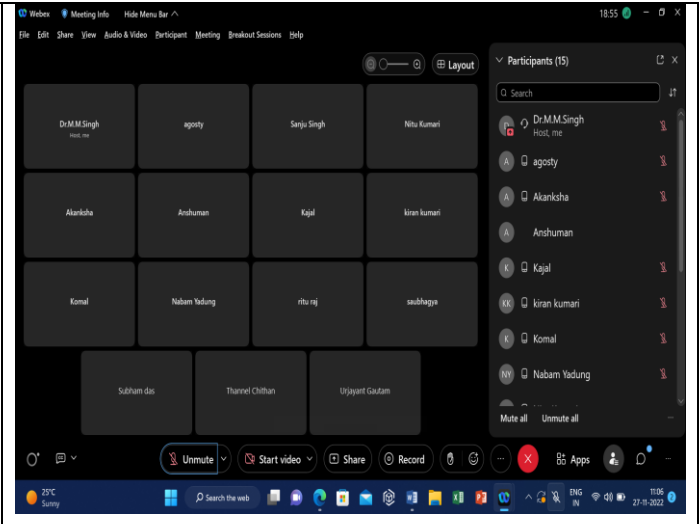 Webex Meeting Info Hide Menu Bar 18:55
File Edit Share View Audio & Video Participant Meeting Breakout Sessions Help
Layout
Participants (15)
Search
Dr.M.M.Singh
Host, me
agosty
Sanju Singh
Nitu Kumari
Akanksha
Anshuman
Kajal
kiran kumari
Komal
Nabam Yadung
ritu raj
saubhagya
Subham das
Thannel Chithan
Urjayant Gautam
Dr.M.M.Singh
Host, me
A agosty
A Akanksha
A Anshuman
K Kajal
KK kiran kumari
K Komal
NY Nabam Yadung
Mute all Unmute all
Unmute Start video Share Record Apps
25°C
Sunny
Search the web
ENG
IN
11:06
27-11-2022